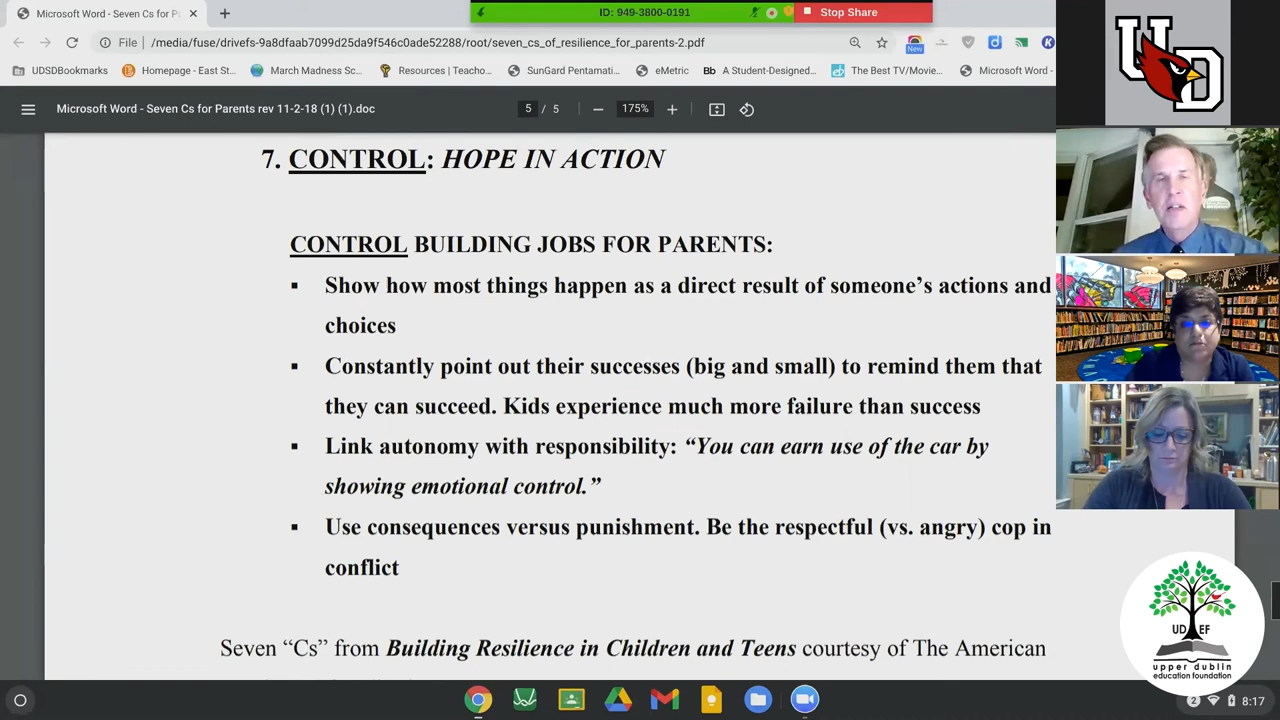 Microsoft Word - Seven Cs for P
ID: 949-3800-0191
Stop Share
File
/media/fuse/drivefs-9a8dfaab7099d25da9f546c0ade52288/root/seven_cs_of_resilience_for_parents-2.pdf
New
UDSDBookmarks
Homepage - East St...
March Madness Sc...
Resources | Texas...
SunGard Pentamati...
eMetric
Bb A Student-Designed...
The Best TV/Movie...
Microsoft Word -
Microsoft Word - Seven Cs for Parents rev 11-2-18 (1) (1).doc
5 / 5
175%
7. CONTROL: HOPE IN ACTION
CONTROL BUILDING JOBS FOR PARENTS:
▪ Show how most things happen as a direct result of someone’s actions and
choices
▪ Constantly point out their successes (big and small) to remind them that
they can succeed. Kids experience much more failure than success
▪ Link autonomy with responsibility: “You can earn use of the car by
showing emotional control.”
▪ Use consequences versus punishment. Be the respectful (vs. angry) cop in
conflict
Seven “Cs” from Building Resilience in Children and Teens courtesy of The American
UD
UD EF
upper dublin
education foundation
2
8:17